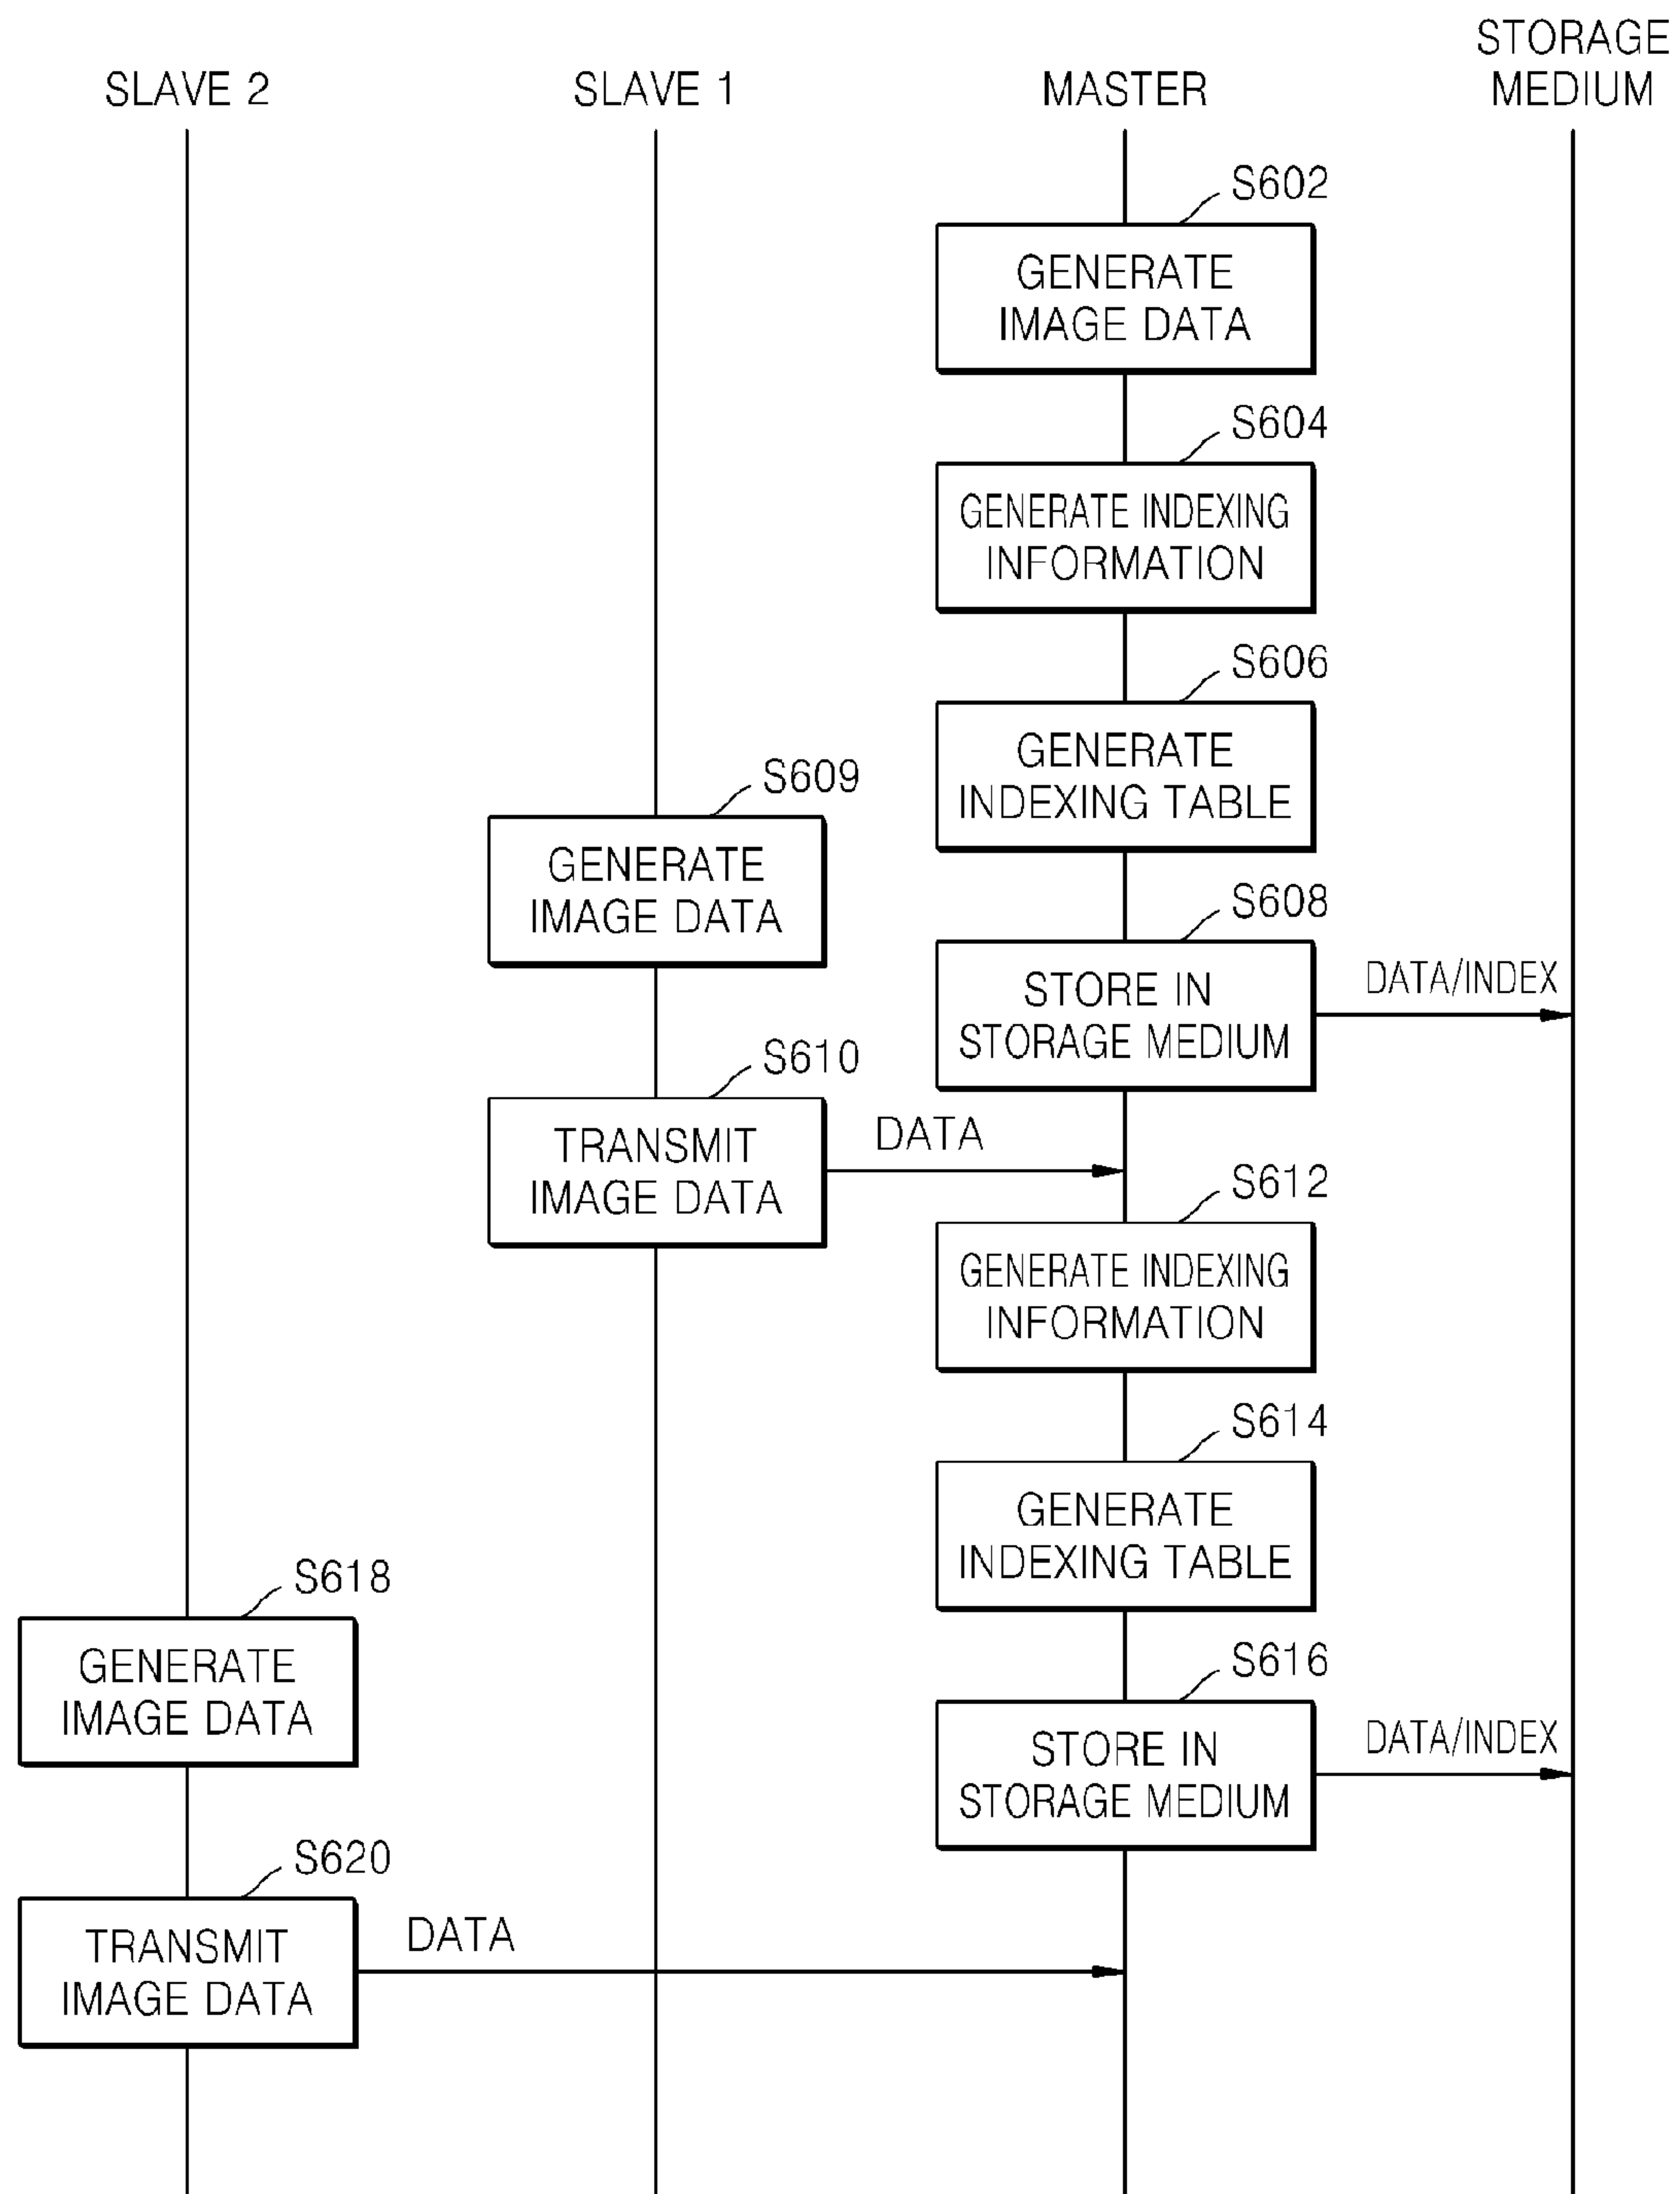 SLAVE 2
SLAVE 1
MASTER
STORAGE
MEDIUM
S602
GENERATE
IMAGE DATA
S604
GENERATE INDEXING
INFORMATION
S606
GENERATE
INDEXING TABLE
S609
GENERATE
IMAGE DATA
S608
STORE IN
STORAGE MEDIUM
DATA/INDEX
S610
TRANSMIT
IMAGE DATA
DATA
S612
GENERATE INDEXING
INFORMATION
S614
GENERATE
INDEXING TABLE
S618
GENERATE
IMAGE DATA
S616
STORE IN
STORAGE MEDIUM
DATA/INDEX
S620
TRANSMIT
IMAGE DATA
DATA